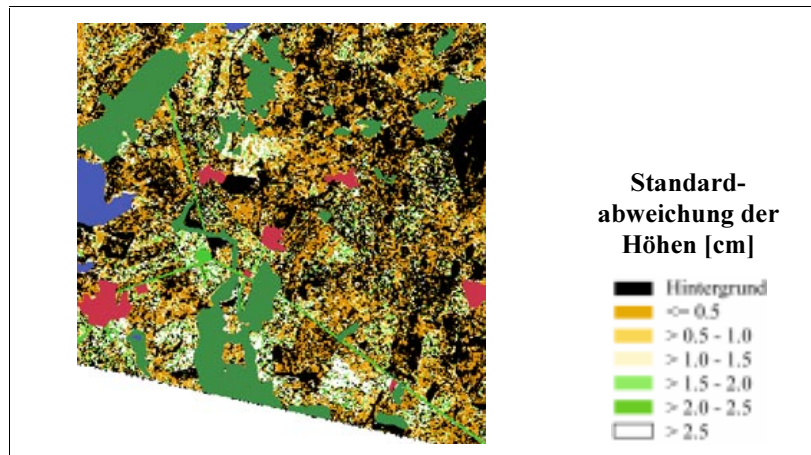 Standard-
abweichung der
Höhen [cm]
Hintergrund
<= 0.5
> 0.5 - 1.0
> 1.0 - 1.5
> 1.5 - 2.0
> 2.0 - 2.5
> 2.5